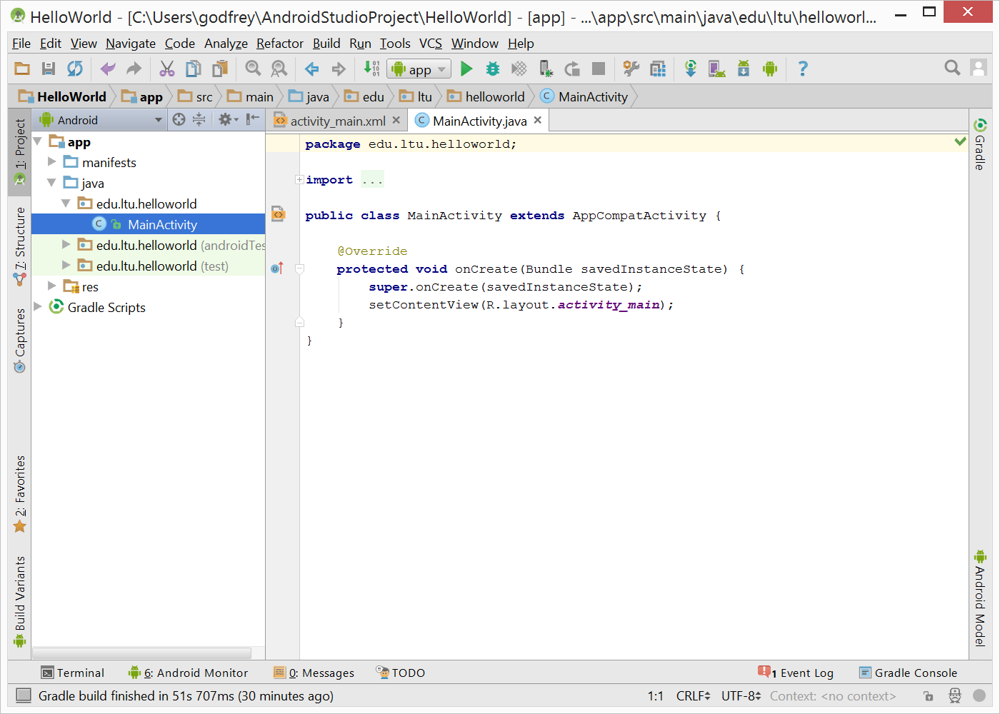 HelloWorld - [C:\Users\godfrey\AndroidStudioProject\HelloWorld] - [app] - ...\app\src\main\java\edu\ltu\helloworl...
File Edit View Navigate Code Analyze Refactor Build Run Tools VCS Window Help
app
HelloWorld app src main java edu ltu helloworld MainActivity
Android
activity_main.xml MainActivity.java
1: Project
7: Structure
Captures
2: Favorites
Build Variants
app
manifests
java
edu.ltu.helloworld
MainActivity
edu.ltu.helloworld (androidTes
edu.ltu.helloworld (test)
res
Gradle Scripts
package edu.ltu.helloworld;
import ...
public class MainActivity extends AppCompatActivity {
@Override
protected void onCreate(Bundle savedInstanceState) {
super.onCreate(savedInstanceState);
setContentView(R.layout.activity_main);
}
}
Gradle
Android Model
Terminal 6: Android Monitor 0: Messages TODO 1 Event Log Gradle Console
Gradle build finished in 51s 707ms (30 minutes ago) 1:1 CRLF UTF-8 Context: <no context>